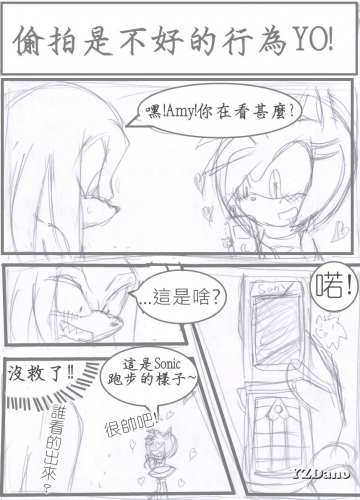 偷拍是不好的行為YO!
嘿!Amy!你在看甚麼?
喏!
SONY
...這是啥?
這是Sonic
跑步的樣子~
很帥吧!
沒救了!!
誰看的出來?
YZDano